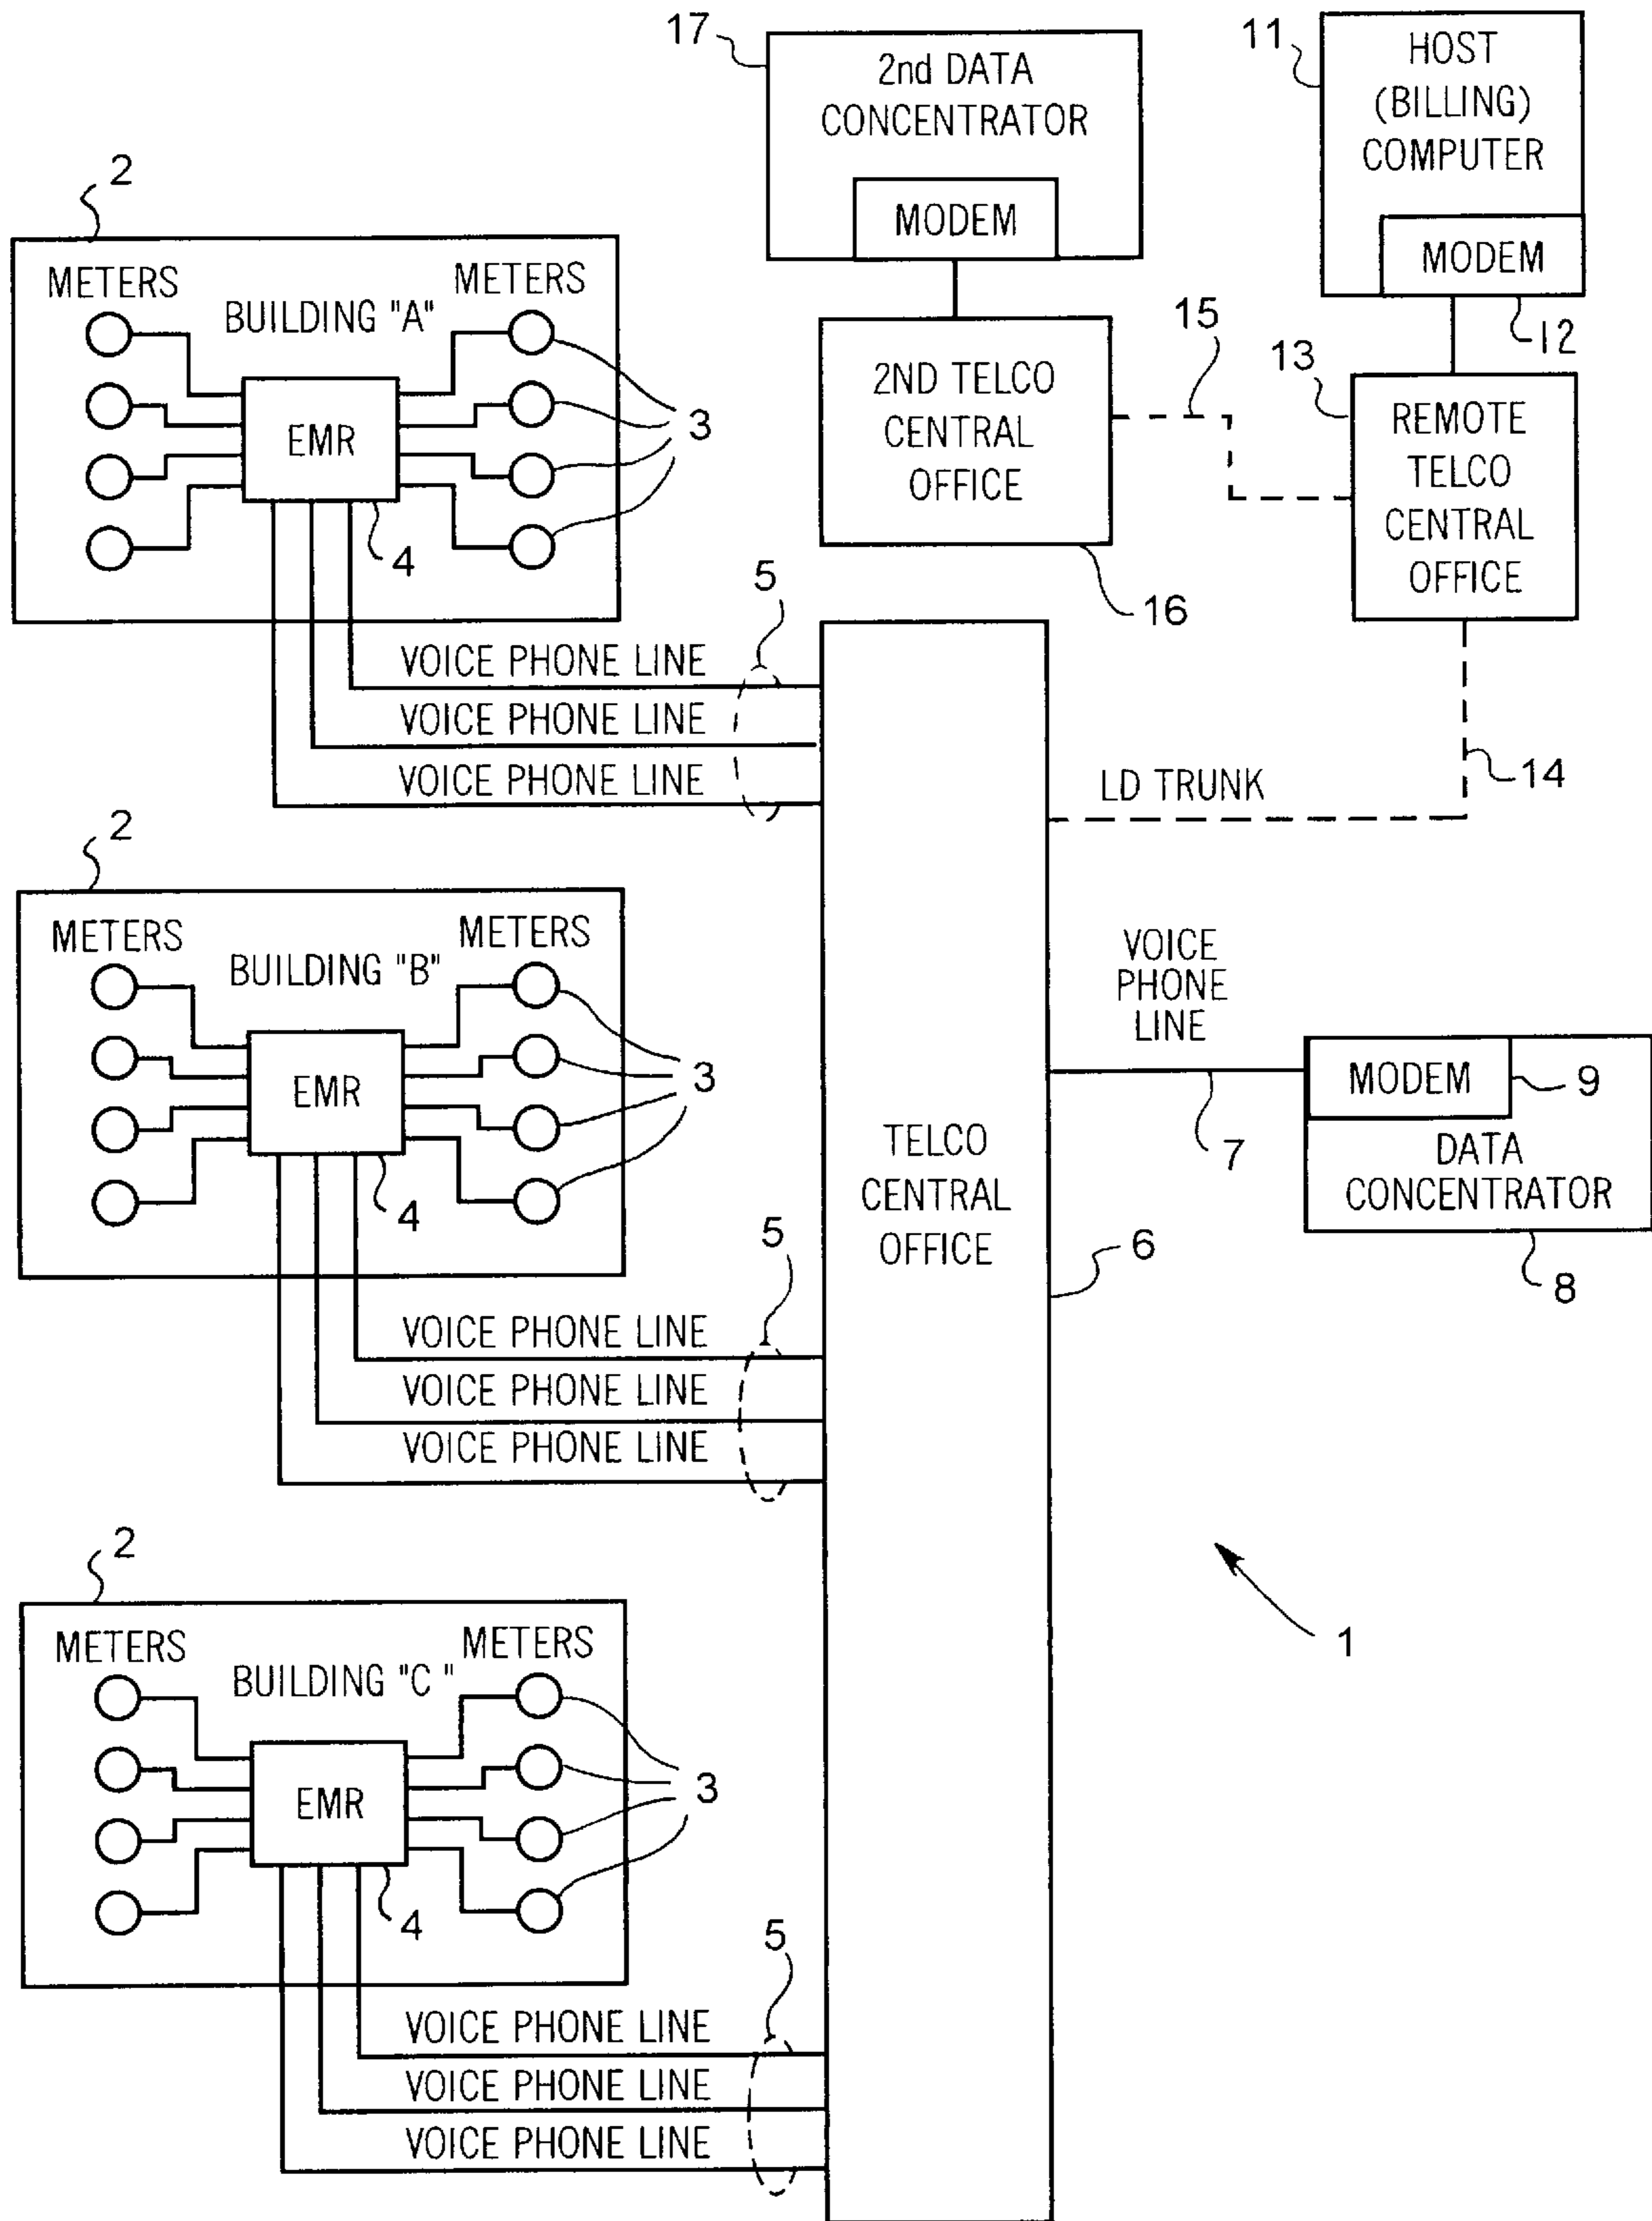 17
2nd DATA
CONCENTRATOR
MODEM
11
HOST
(BILLING)
COMPUTER
MODEM
12
2
METERS
METERS
BUILDING "A"
EMR
3
4
15
13
2ND TELCO
CENTRAL
OFFICE
16
REMOTE
TELCO
CENTRAL
OFFICE
5
VOICE PHONE LINE
VOICE PHONE LINE
VOICE PHONE LINE
LD TRUNK
14
2
METERS
METERS
BUILDING "B"
EMR
3
4
VOICE
PHONE
LINE
7
MODEM
9
DATA
CONCENTRATOR
8
TELCO
CENTRAL
OFFICE
6
5
VOICE PHONE LINE
VOICE PHONE LINE
VOICE PHONE LINE
1
2
METERS
METERS
BUILDING "C "
EMR
3
4
5
VOICE PHONE LINE
VOICE PHONE LINE
VOICE PHONE LINE